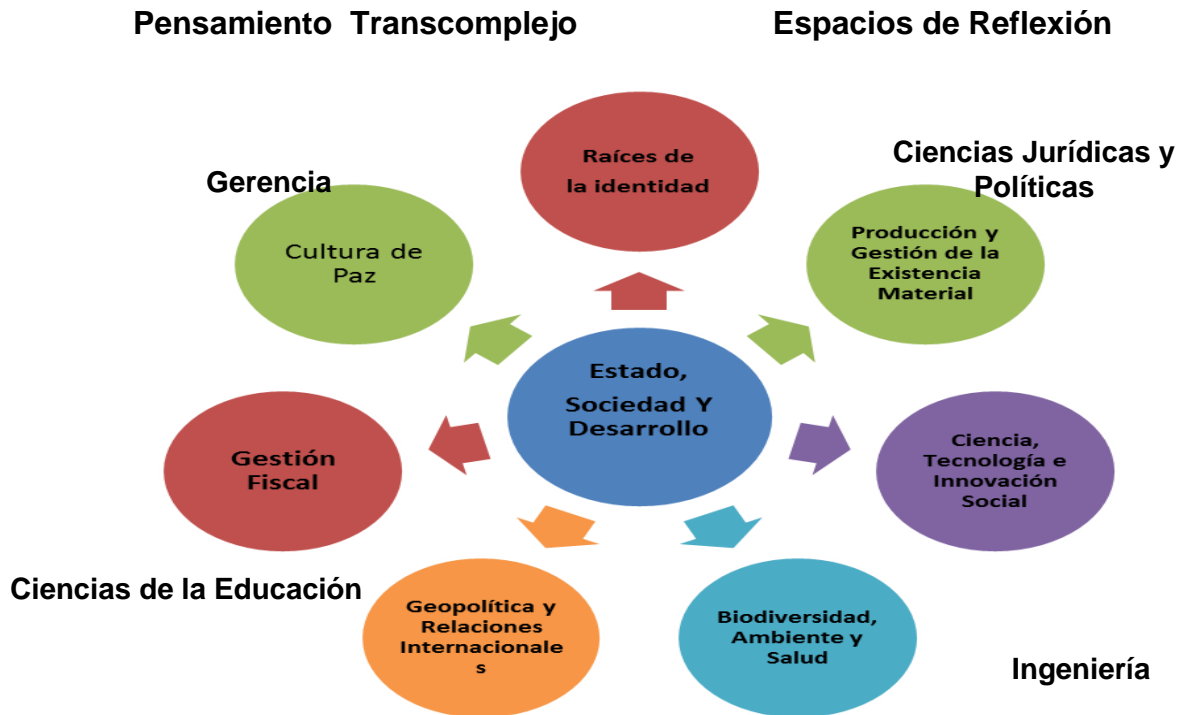 Pensamiento Transcomplejo
Espacios de Reflexión
Raíces de
la identidad
Ciencias Jurídicas y
Políticas
Gerencia
Cultura de
Paz
Producción y
Gestión de la
Existencia
Material
Estado,
Sociedad Y
Desarrollo
Gestión
Fiscal
Ciencia,
Tecnología e
Innovación
Social
Ciencias de la Educación
Geopolítica y
Relaciones
Internacionale
s
Biodiversidad,
Ambiente y
Salud
Ingeniería